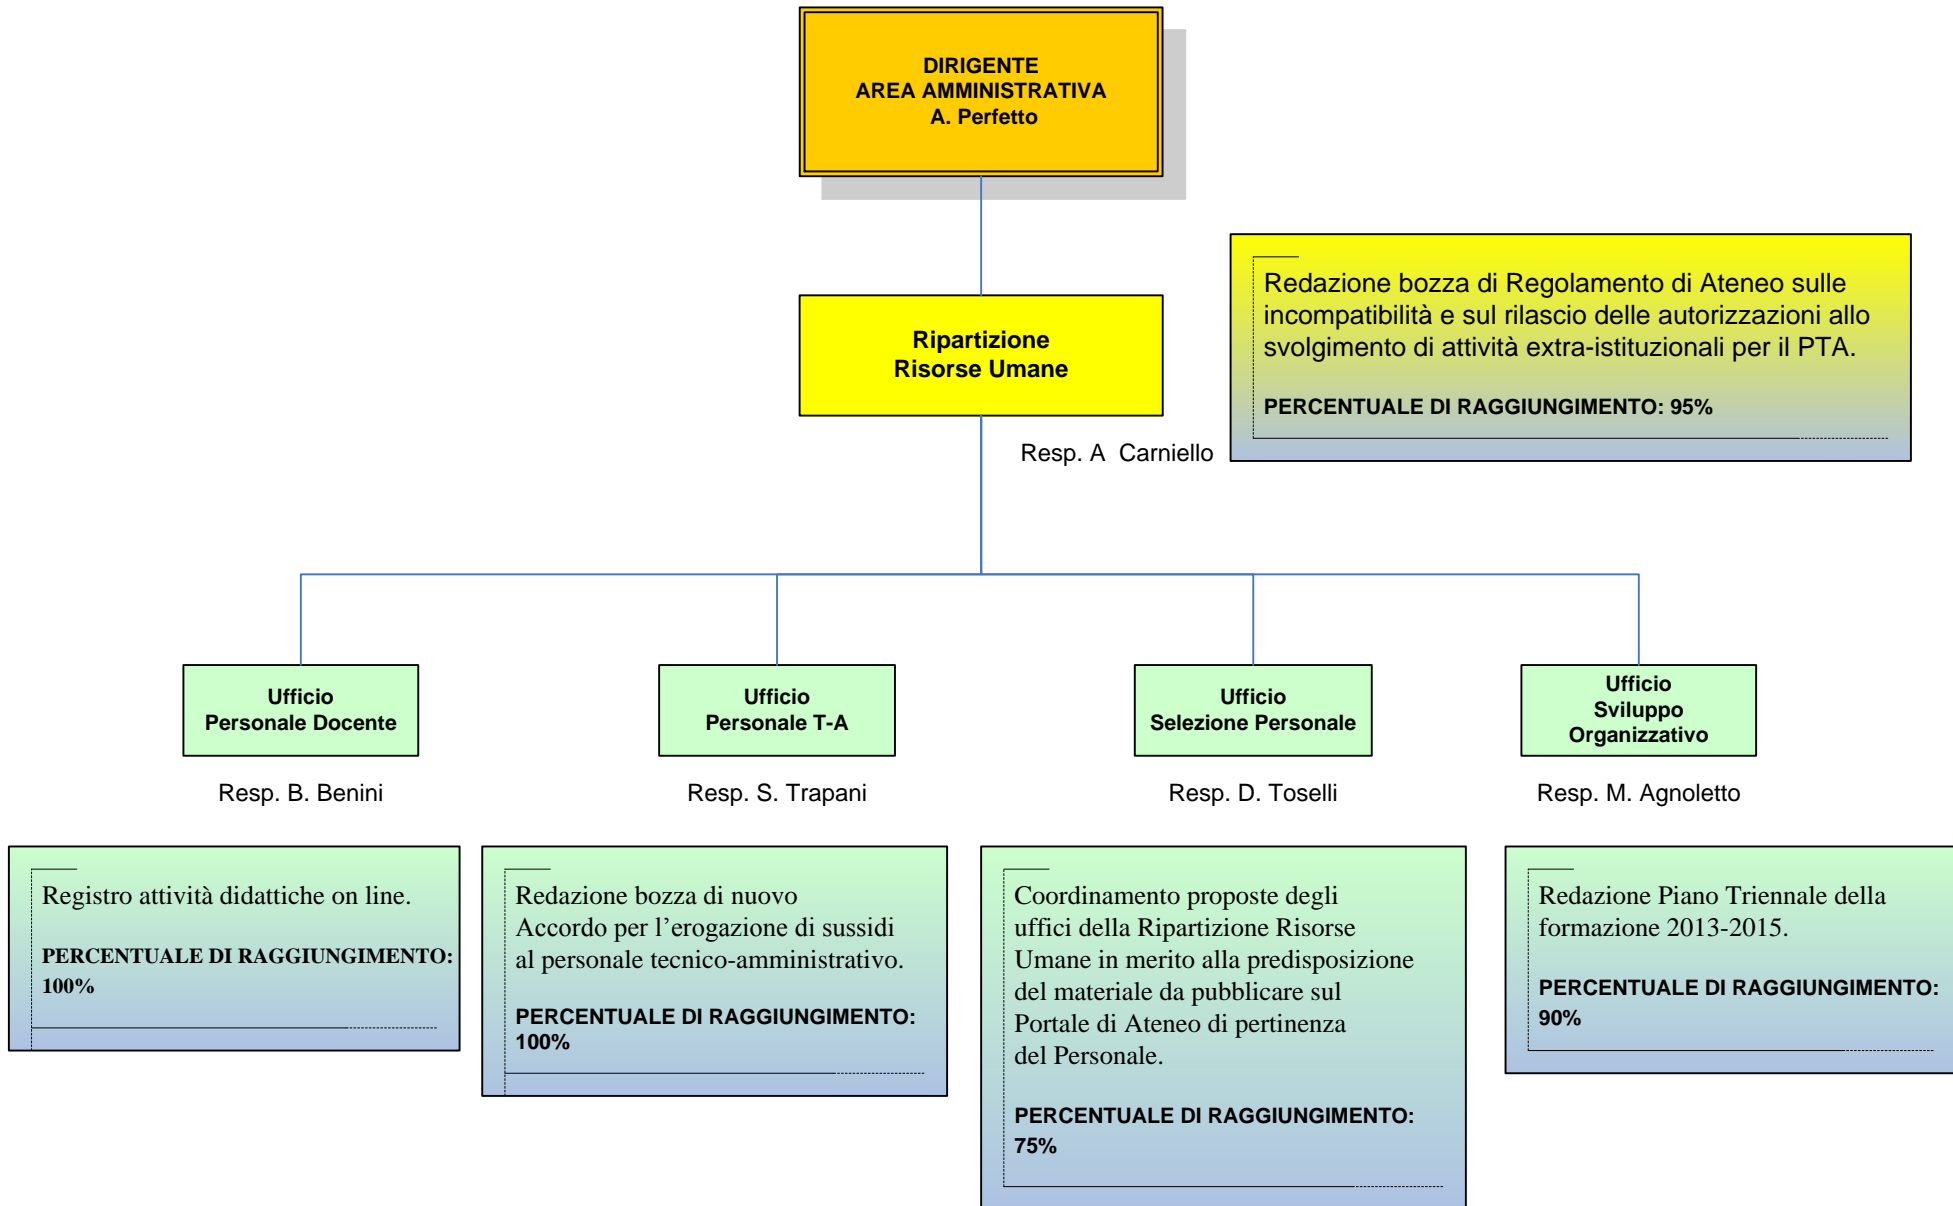 DIRIGENTE
AREA AMMINISTRATIVA
A. Perfetto
Redazione bozza di Regolamento di Ateneo sulle
incompatibilità e sul rilascio delle autorizzazioni allo
svolgimento di attività extra-istituzionali per il PTA.
PERCENTUALE DI RAGGIUNGIMENTO: 95%
Ripartizione
Risorse Umane
Resp. A  Carniello
Ufficio
Personale Docente
Resp. B. Benini
Ufficio
Personale T-A
Resp. S. Trapani
Ufficio
Selezione Personale
Resp. D. Toselli
Ufficio
Sviluppo
Organizzativo
Resp. M. Agnoletto
Registro attività didattiche on line.
PERCENTUALE DI RAGGIUNGIMENTO:
100%
Redazione bozza di nuovo
Accordo per l’erogazione di sussidi
al personale tecnico-amministrativo.
PERCENTUALE DI RAGGIUNGIMENTO:
100%
Coordinamento proposte degli
uffici della Ripartizione Risorse
Umane in merito alla predisposizione
del materiale da pubblicare sul
Portale di Ateneo di pertinenza
del Personale.
PERCENTUALE DI RAGGIUNGIMENTO:
75%
Redazione Piano Triennale della
formazione 2013-2015.
PERCENTUALE DI RAGGIUNGIMENTO:
90%